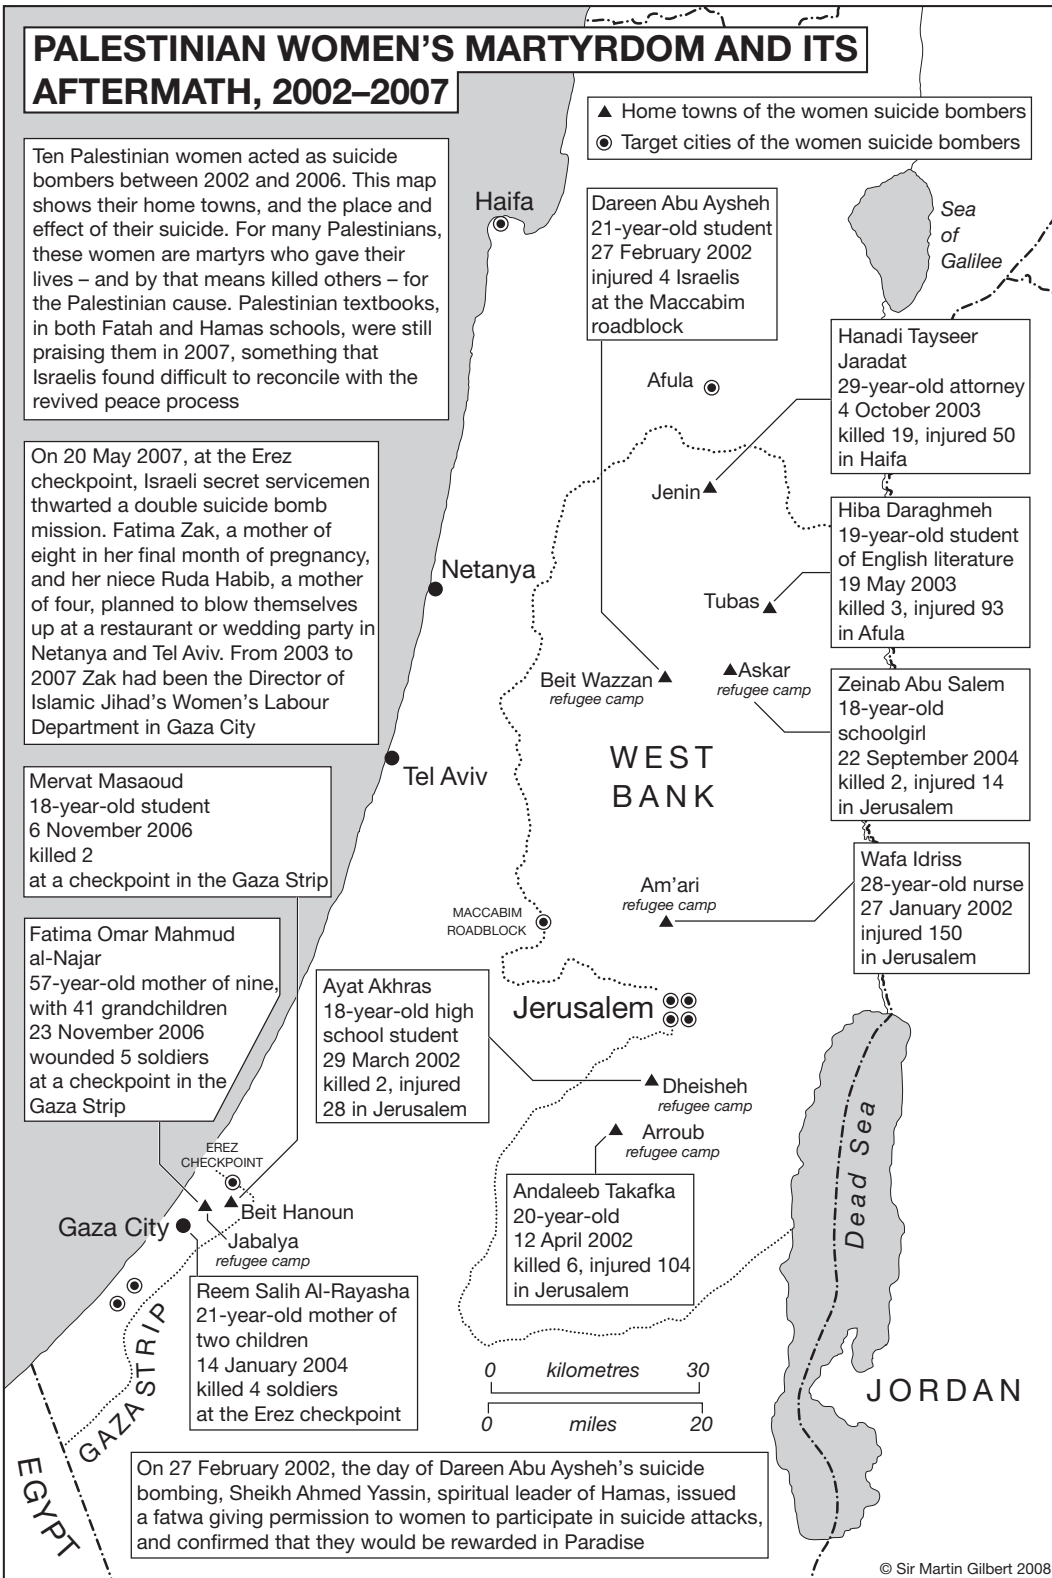 PALESTINIAN WOMEN'S MARTYRDOM AND ITS
AFTERMATH, 2002–2007
Home towns of the women suicide bombers
Target cities of the women suicide bombers
Ten Palestinian women acted as suicide
bombers between 2002 and 2006. This map
shows their home towns, and the place and
effect of their suicide. For many Palestinians,
these women are martyrs who gave their
lives – and by that means killed others – for
the Palestinian cause. Palestinian textbooks,
in both Fatah and Hamas schools, were still
praising them in 2007, something that
Israelis found difficult to reconcile with the
revived peace process
Haifa
Dareen Abu Aysheh
21-year-old student
27 February 2002
injured 4 Israelis
at the Maccabim
roadblock
Sea
of
Galilee
Hanadi Tayseer
Jaradat
29-year-old attorney
4 October 2003
killed 19, injured 50
in Haifa
Afula
Jenin
On 20 May 2007, at the Erez
checkpoint, Israeli secret servicemen
thwarted a double suicide bomb
mission. Fatima Zak, a mother of
eight in her final month of pregnancy,
and her niece Ruda Habib, a mother
of four, planned to blow themselves
up at a restaurant or wedding party in
Netanya and Tel Aviv. From 2003 to
2007 Zak had been the Director of
Islamic Jihad's Women's Labour
Department in Gaza City
Hiba Daraghmeh
19-year-old student
of English literature
19 May 2003
killed 3, injured 93
in Afula
Netanya
Tubas
Beit Wazzan
refugee camp
Askar
refugee camp
Zeinab Abu Salem
18-year-old
schoolgirl
22 September 2004
killed 2, injured 14
in Jerusalem
WEST
BANK
Tel Aviv
Mervat Masaoud
18-year-old student
6 November 2006
killed 2
at a checkpoint in the Gaza Strip
Wafa Idriss
28-year-old nurse
27 January 2002
injured 150
in Jerusalem
Am'ari
refugee camp
MACCABIM
ROADBLOCK
Fatima Omar Mahmud
al-Najar
57-year-old mother of nine,
with 41 grandchildren
23 November 2006
wounded 5 soldiers
at a checkpoint in the
Gaza Strip
Ayat Akhras
18-year-old high
school student
29 March 2002
killed 2, injured
28 in Jerusalem
Jerusalem
Dheisheh
refugee camp
Arroub
refugee camp
EREZ
CHECKPOINT
Beit Hanoun
Gaza City
Jabalya
refugee camp
Andaleeb Takafka
20-year-old
12 April 2002
killed 6, injured 104
in Jerusalem
Dead Sea
Reem Salih Al-Rayasha
21-year-old mother of
two children
14 January 2004
killed 4 soldiers
at the Erez checkpoint
GAZA STRIP
0 kilometres 30
0 miles 20
JORDAN
EGYPT
On 27 February 2002, the day of Dareen Abu Aysheh's suicide
bombing, Sheikh Ahmed Yassin, spiritual leader of Hamas, issued
a fatwa giving permission to women to participate in suicide attacks,
and confirmed that they would be rewarded in Paradise
© Sir Martin Gilbert 2008